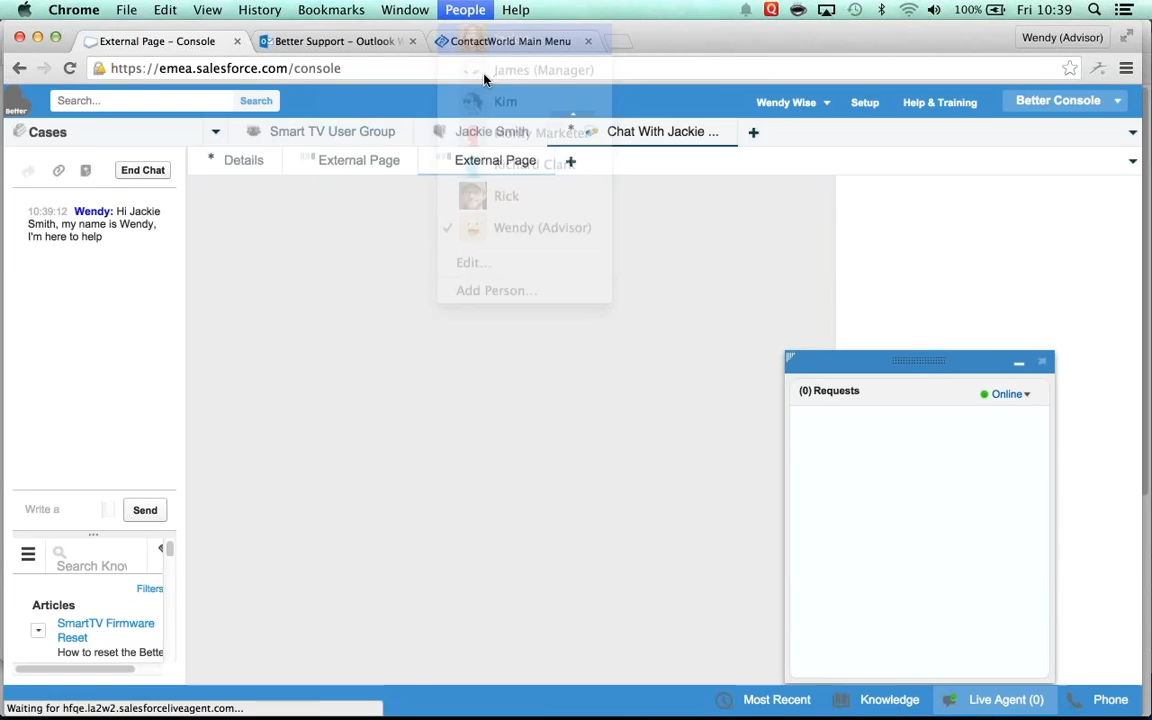 Chrome File Edit View History Bookmarks Window People Help 100% Fri 10:39
External Page - Console
Better Support - Outlook W
ContactWorld Main Menu
Wendy (Advisor)
https://emea.salesforce.com/console
James (Manager)
Better
Search...
Search
Kim
Wendy Wise
Setup
Help & Training
Better Console
Cases
Smart TV User Group
Jackie Smith
* Chat With Jackie ...
* Details
External Page
External Page
End Chat
Rick
10:39:12 Wendy: Hi Jackie
Smith, my name is Wendy,
I'm here to help
Wendy (Advisor)
Edit...
Add Person...
(0) Requests
Online
Write a
Send
Search Knov
Filters
Articles
SmartTV Firmware
Reset
How to reset the Bette
Most Recent
Knowledge
Live Agent (0)
Phone
Waiting for hfqe.la2w2.salesforceliveagent.com...